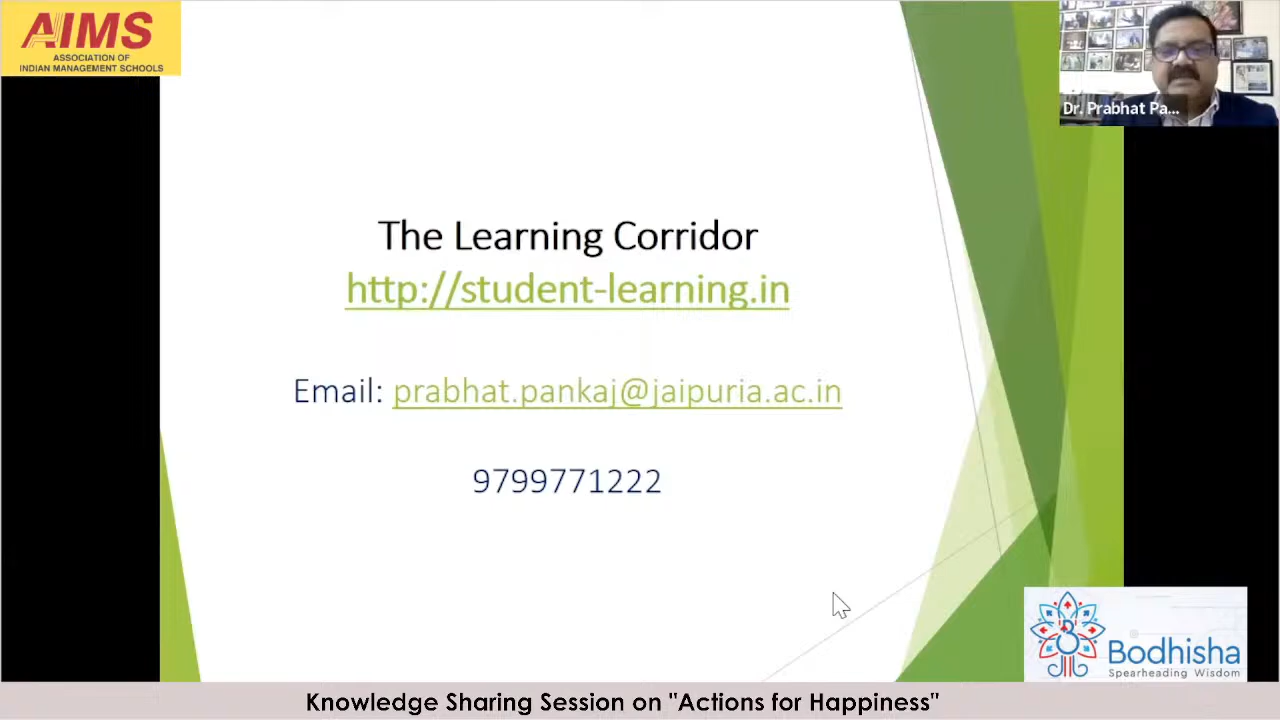 AIMS
ASSOCIATION OF
INDIAN MANAGEMENT SCHOOLS
Dr. Prabhat Pa...
The Learning Corridor
http://student-learning.in
Email: prabhat.pankaj@jaipuria.ac.in
9799771222
Bodhisha
Spearheading Wisdom
Knowledge Sharing Session on "Actions for Happiness"